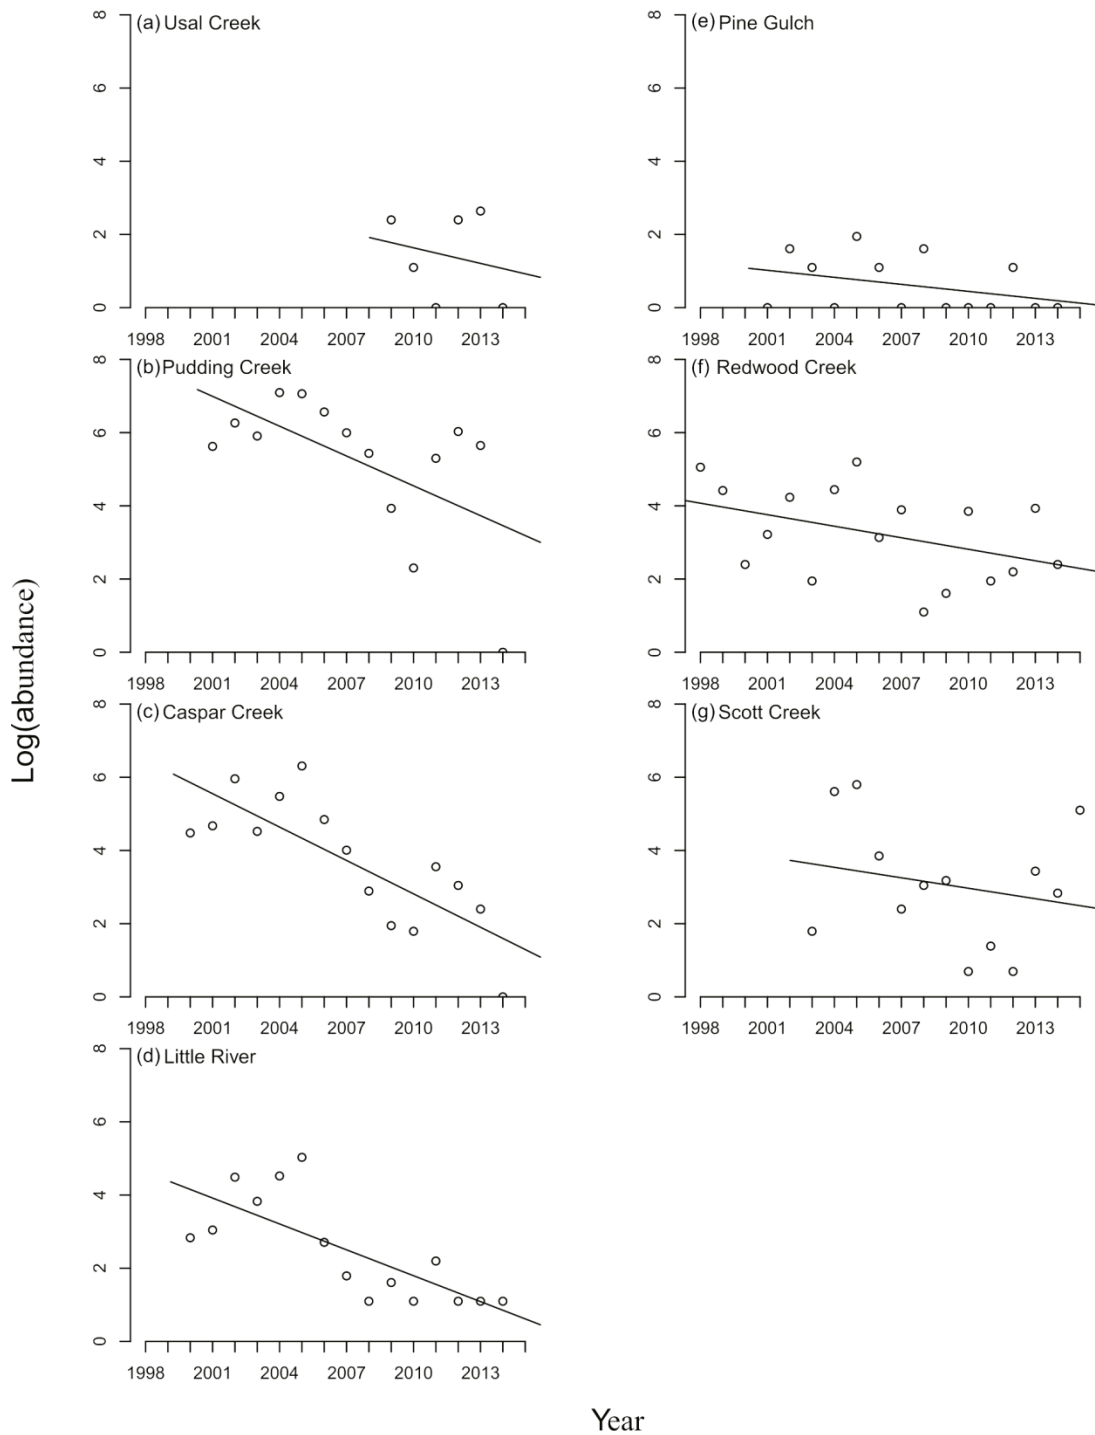 (a) Usal Creek
8
6
4
2
0
1998 2001 2004 2007 2010 2013
(b) Pudding Creek
8
6
4
2
0
1998 2001 2004 2007 2010 2013
(c) Caspar Creek
8
6
4
2
0
1998 2001 2004 2007 2010 2013
(d) Little River
8
6
4
2
0
1998 2001 2004 2007 2010 2013
(e) Pine Gulch
8
6
4
2
0
1998 2001 2004 2007 2010 2013
(f) Redwood Creek
8
6
4
2
0
1998 2001 2004 2007 2010 2013
(g) Scott Creek
8
6
4
2
0
1998 2001 2004 2007 2010 2013
Log(abundance)
Year